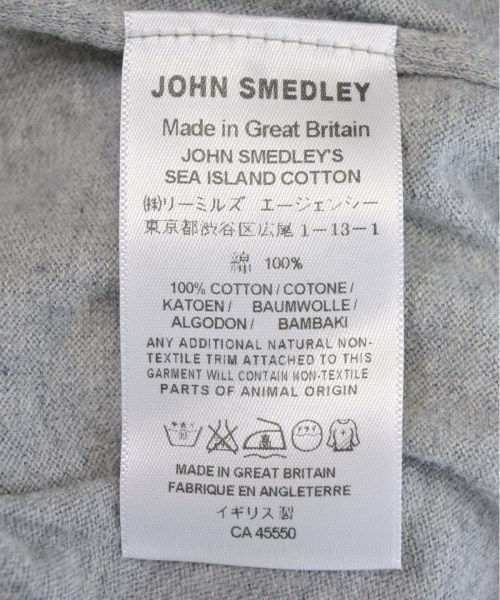 JOHN SMEDLEY
Made in Great Britain
JOHN SMEDLEY'S
SEA ISLAND COTTON
㈱リーミルズ エージェンシー
東京都渋谷区広尾1-13-1
綿 100%
100% COTTON / COTONE /
KATOEN / BAUMWOLLE /
ALGODON / BAMBAKI
ANY ADDITIONAL NATURAL NON-
TEXTILE TRIM ATTACHED TO THIS
GARMENT WILL CONTAIN NON-TEXTILE
PARTS OF ANIMAL ORIGIN
MADE IN GREAT BRITAIN
FABRIQUE EN ANGLETERRE
イギリス製
CA 45550